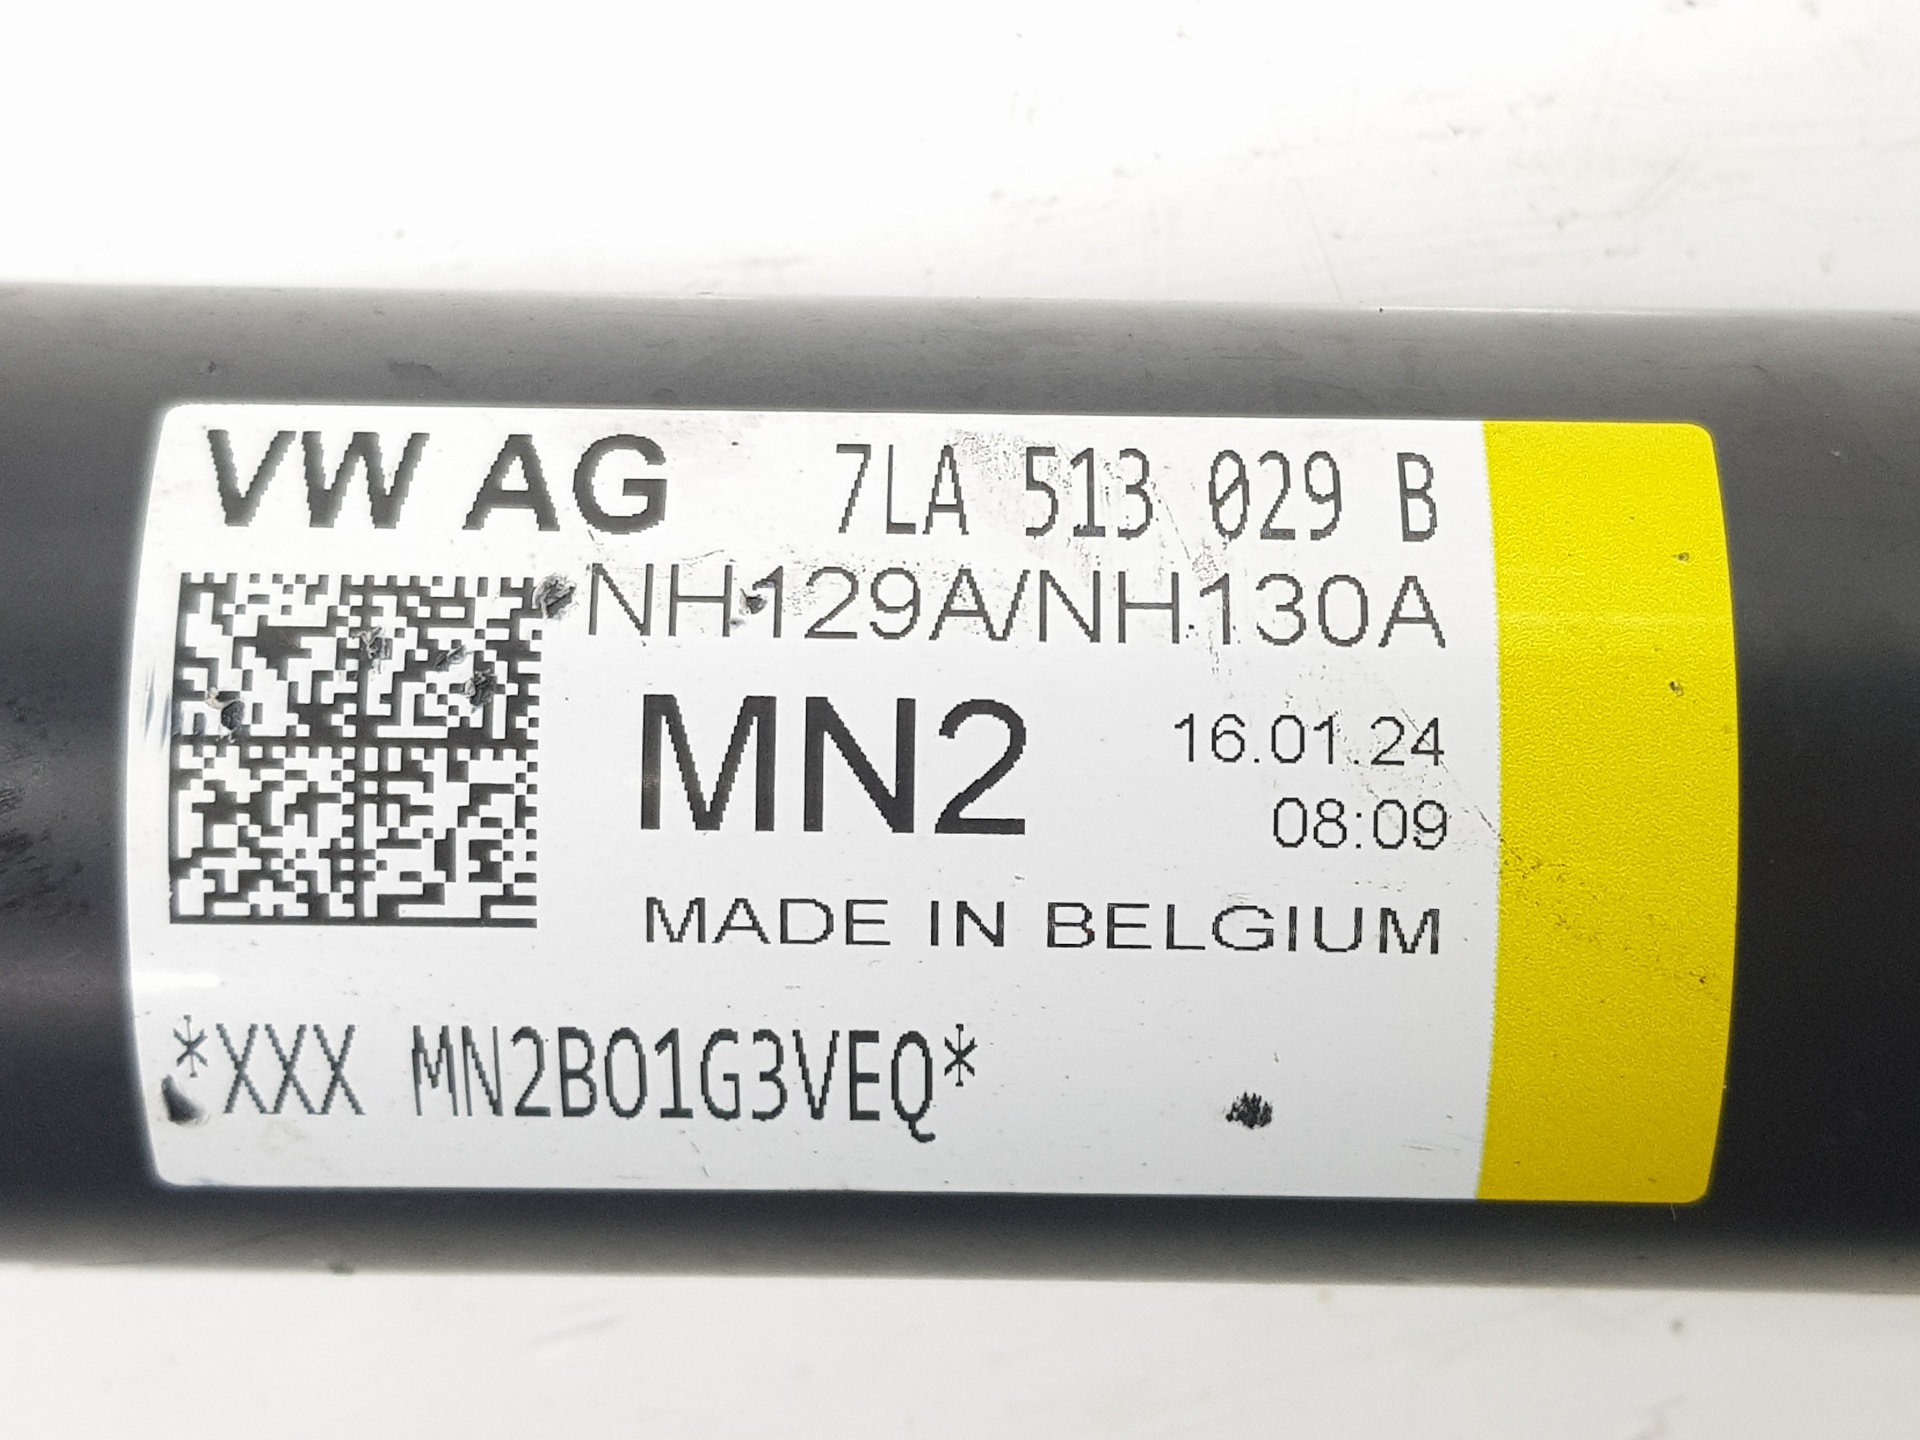 VW AG 7LA 513 029 B
NH129A/NH130A
MN2 16.01.24
08:09
MADE IN BELGIUM
*XXX MN2B01G3VEQ*